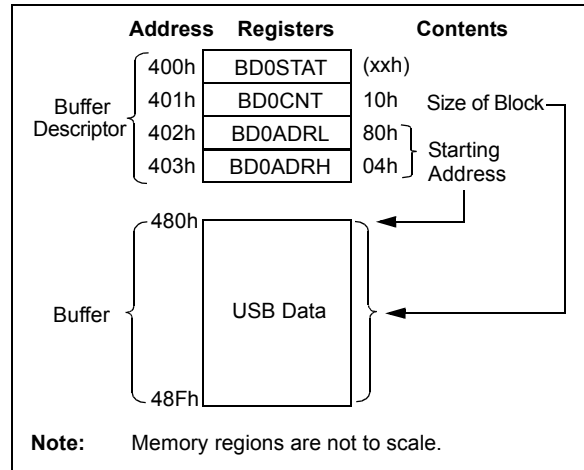 Address Registers Contents
400h BD0STAT (xxh)
401h BD0CNT 10h Size of Block
Buffer
Descriptor
402h BD0ADRL 80h
403h BD0ADRH 04h
Starting
Address
480h
Buffer USB Data
48Fh
Note: Memory regions are not to scale.